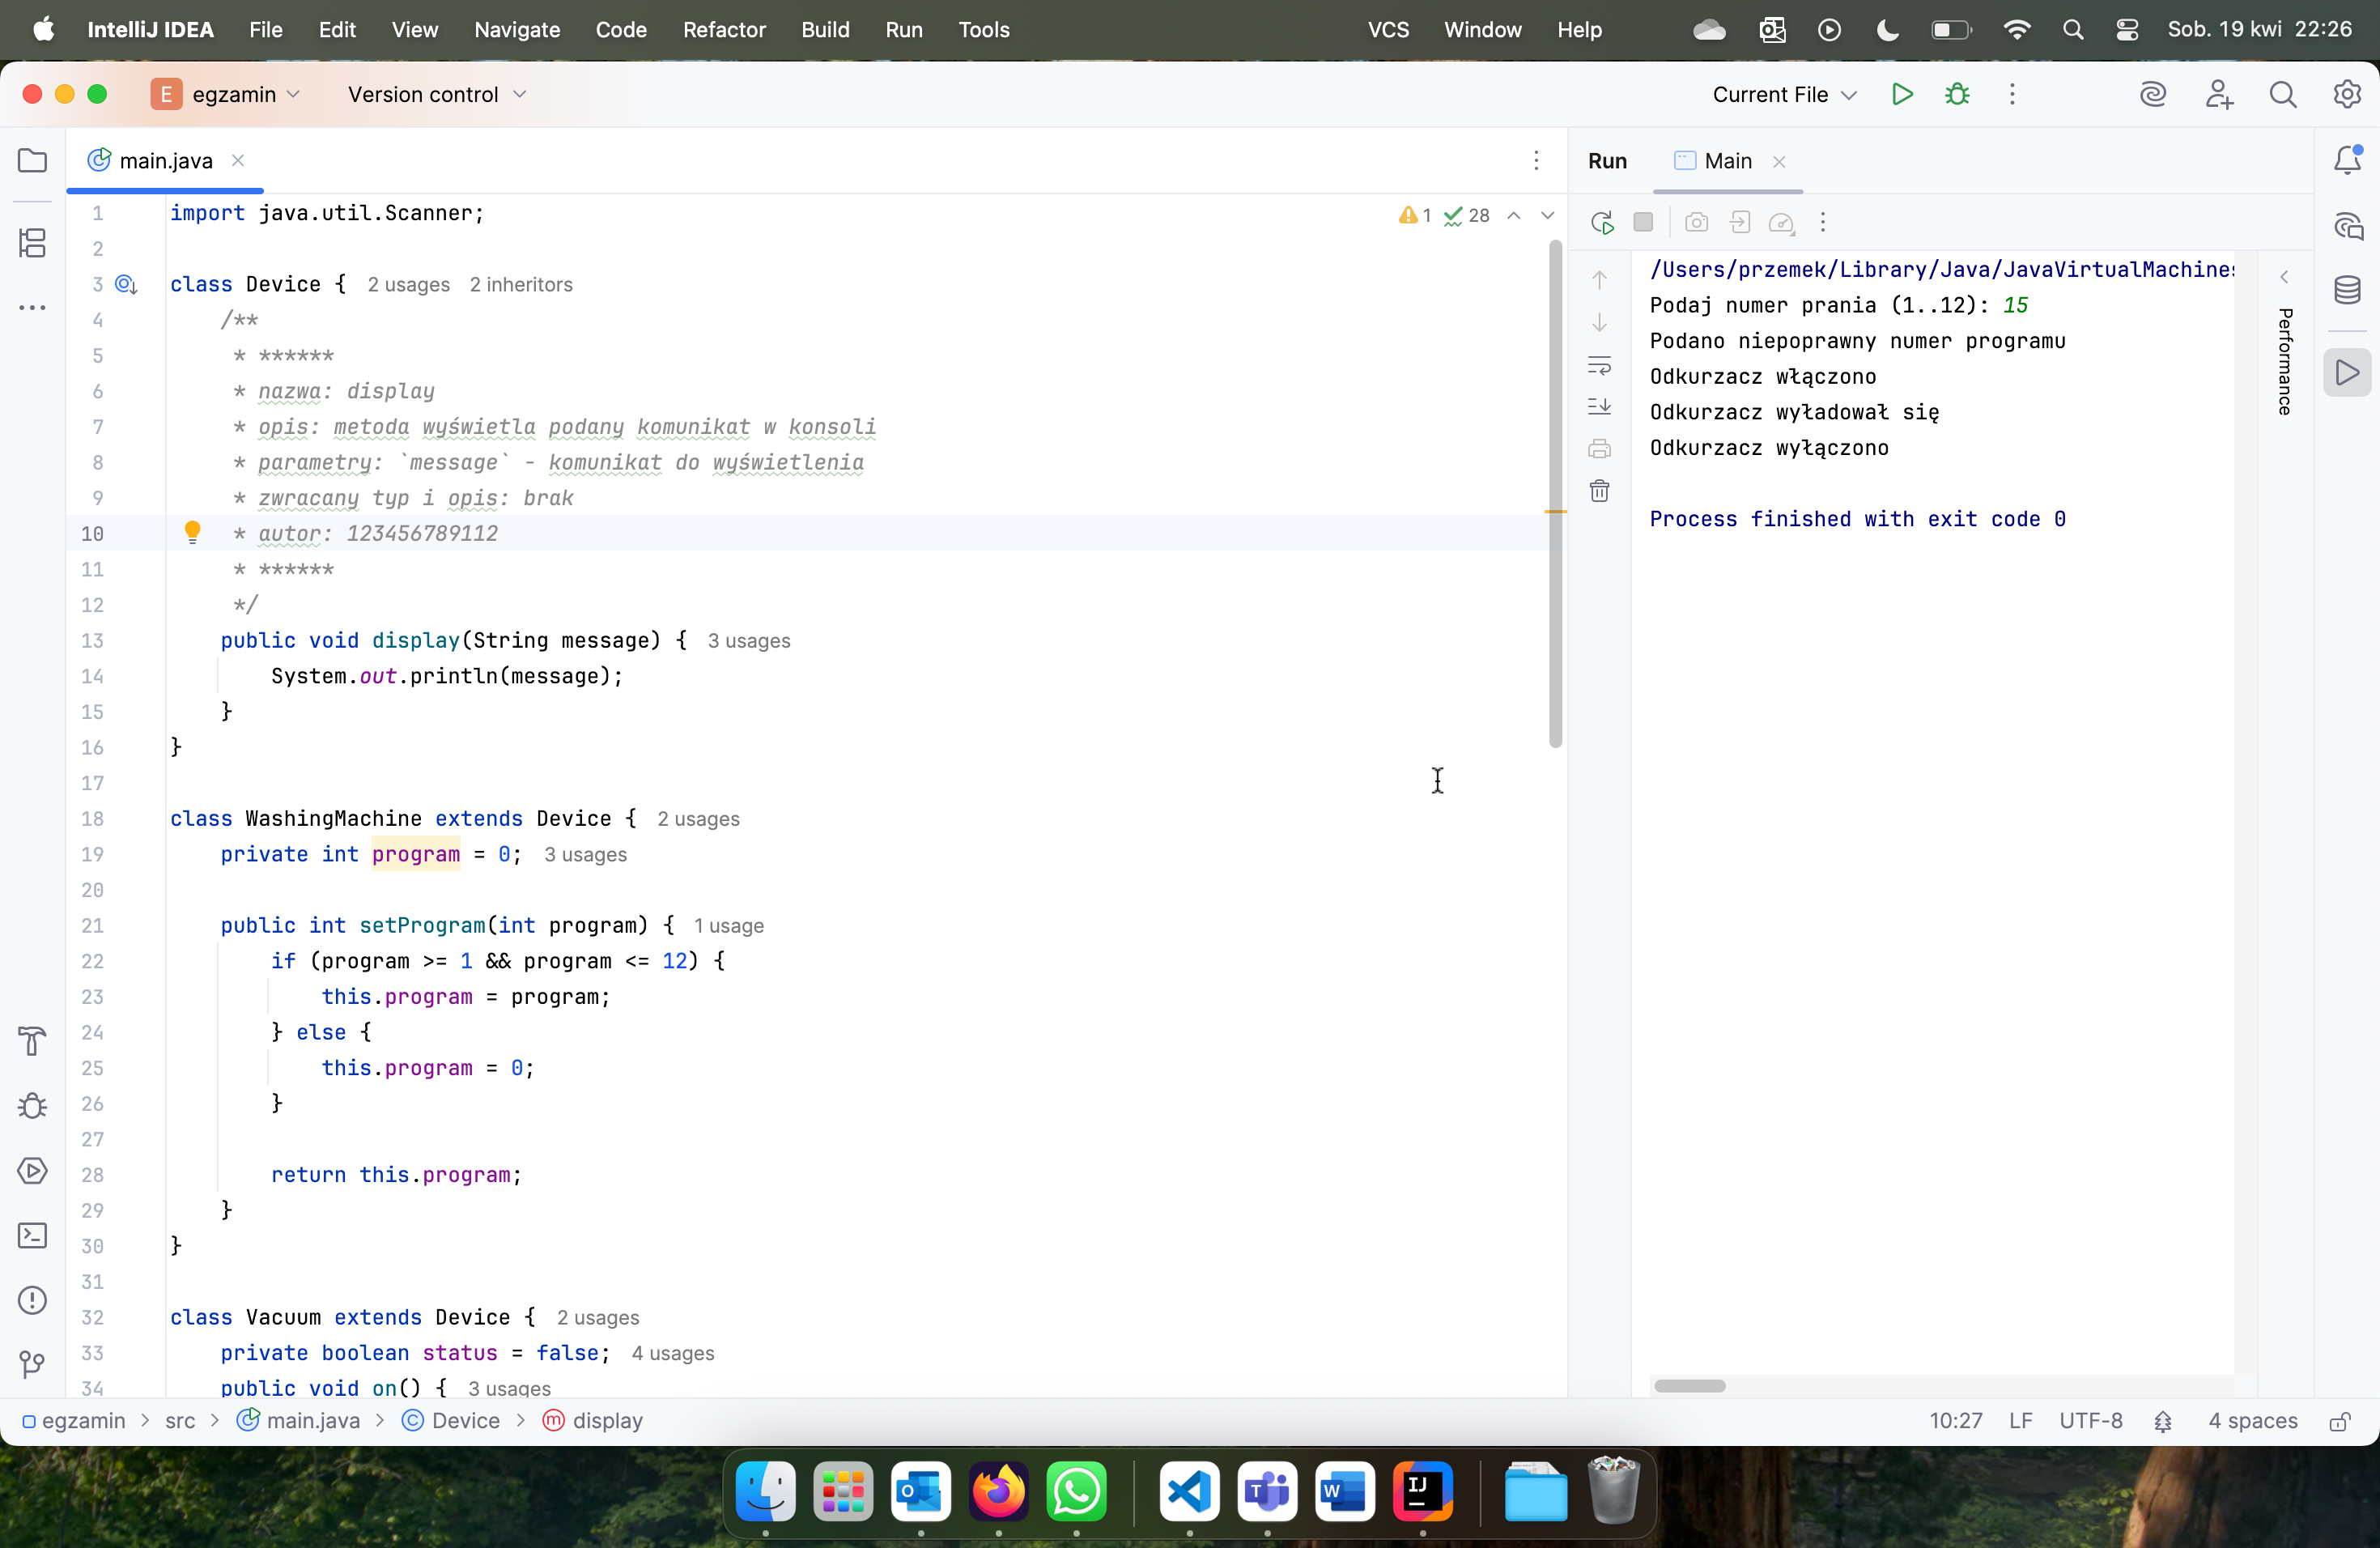 IntelliJ IDEA File Edit View Navigate Code Refactor Build Run Tools VCS Window Help Sob. 19 kwi 22:26
E egzamin Version control Current File
main.java
1 import java.util.Scanner;
2
3 class Device { 2 usages 2 inheritors
4 /**
5 * ******
6 * nazwa: display
7 * opis: metoda wyświetla podany komunikat w konsoli
8 * parametry: `message` - komunikat do wyświetlenia
9 * zwracany typ i opis: brak
10 * autor: 123456789112
11 * ******
12 */
13 public void display(String message) { 3 usages
14 System.out.println(message);
15 }
16 }
17
18 class WashingMachine extends Device { 2 usages
19 private int program = 0; 3 usages
20
21 public int setProgram(int program) { 1 usage
22 if (program >= 1 && program <= 12) {
23 this.program = program;
24 } else {
25 this.program = 0;
26 }
27
28 return this.program;
29 }
30 }
31
32 class Vacuum extends Device { 2 usages
33 private boolean status = false; 4 usages
34 public void on() { 3 usages
1 28
Run Main
/Users/przemek/Library/Java/JavaVirtualMachines
Podaj numer prania (1..12): 15
Podano niepoprawny numer programu
Odkurzacz włączono
Odkurzacz wyładował się
Odkurzacz wyłączono
Process finished with exit code 0
Performance
egzamin > src > main.java > Device > display
10:27 LF UTF-8 4 spaces